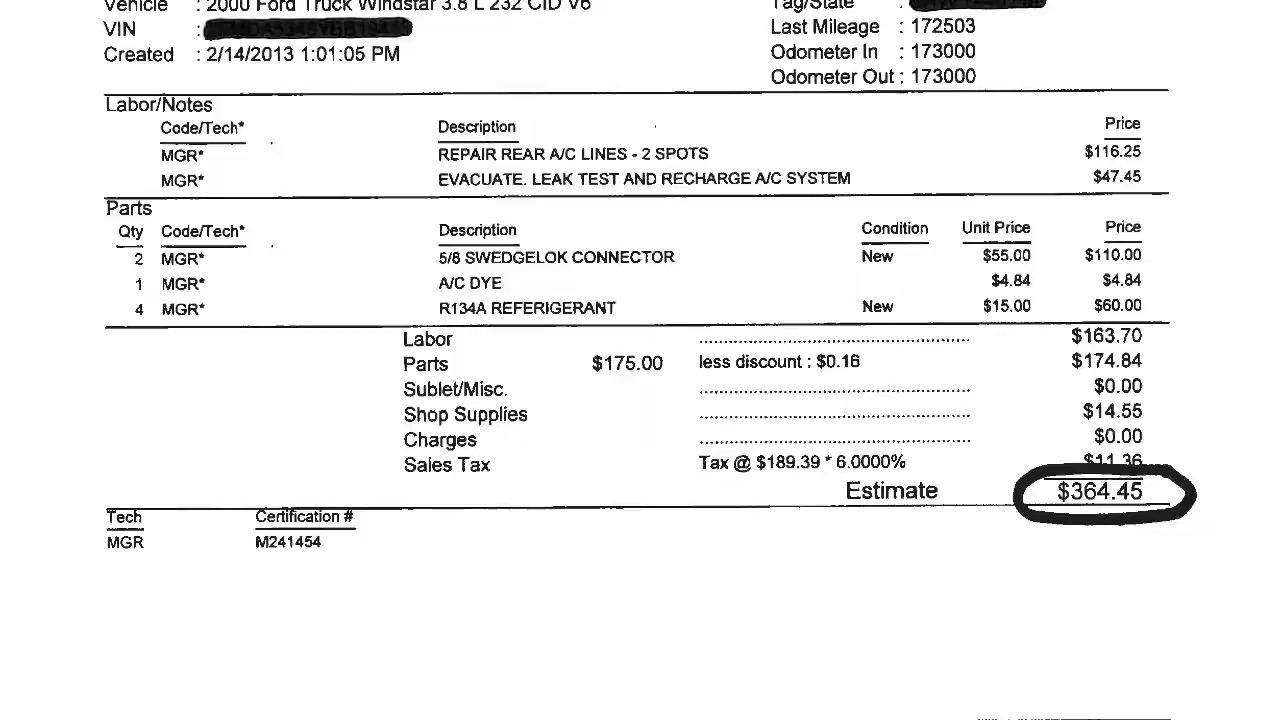 Vehicle : 2000 Ford Truck Windstar 3.8 L 232 CID V6
Tag/State :
VIN :
Last Mileage : 172503
Created : 2/14/2013 1:01:05 PM
Odometer In : 173000
Odometer Out : 173000
Labor/Notes
Code/Tech* Description Price
MGR* REPAIR REAR A/C LINES - 2 SPOTS $116.25
MGR* EVACUATE. LEAK TEST AND RECHARGE A/C SYSTEM $47.45
Parts
Qty Code/Tech* Description Condition Unit Price Price
2 MGR* 5/8 SWEDGELOK CONNECTOR New $55.00 $110.00
1 MGR* A/C DYE $4.84 $4.84
4 MGR* R134A REFERIGERANT New $15.00 $60.00
Labor $163.70
Parts $175.00 less discount : $0.16 $174.84
Sublet/Misc. $0.00
Shop Supplies $14.55
Charges $0.00
Sales Tax Tax @ $189.39 * 6.0000% $11.36
Estimate $364.45
Tech Certification #
MGR M241454